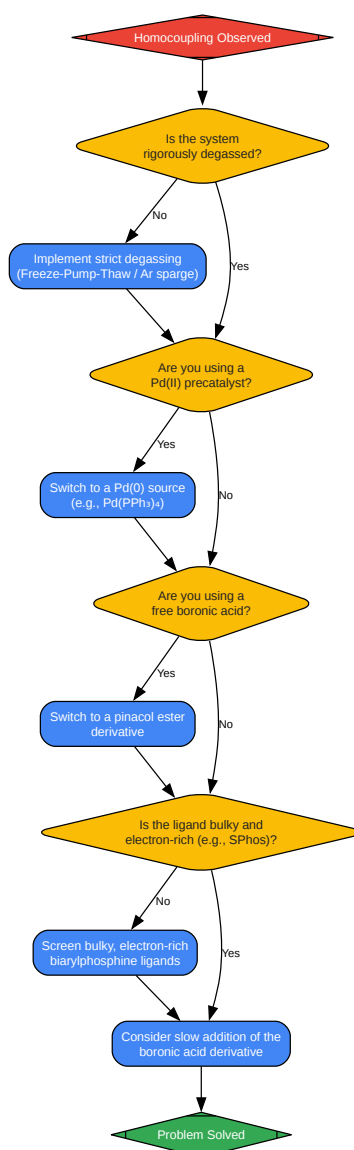 Homocoupling Observed
Is the system
rigorously degassed?
No
Yes
Implement strict degassing
(Freeze-Pump-Thaw / Ar sparge)
Are you using a
Pd(II) precatalyst?
Yes
No
Switch to a Pd(0) source
(e.g., Pd(PPh₃)₄)
Are you using a
free boronic acid?
Yes
No
Switch to a pinacol ester
derivative
Is the ligand bulky and
electron-rich (e.g., SPhos)?
No
Yes
Screen bulky, electron-rich
biarylphosphine ligands
Consider slow addition of the
boronic acid derivative
Problem Solved